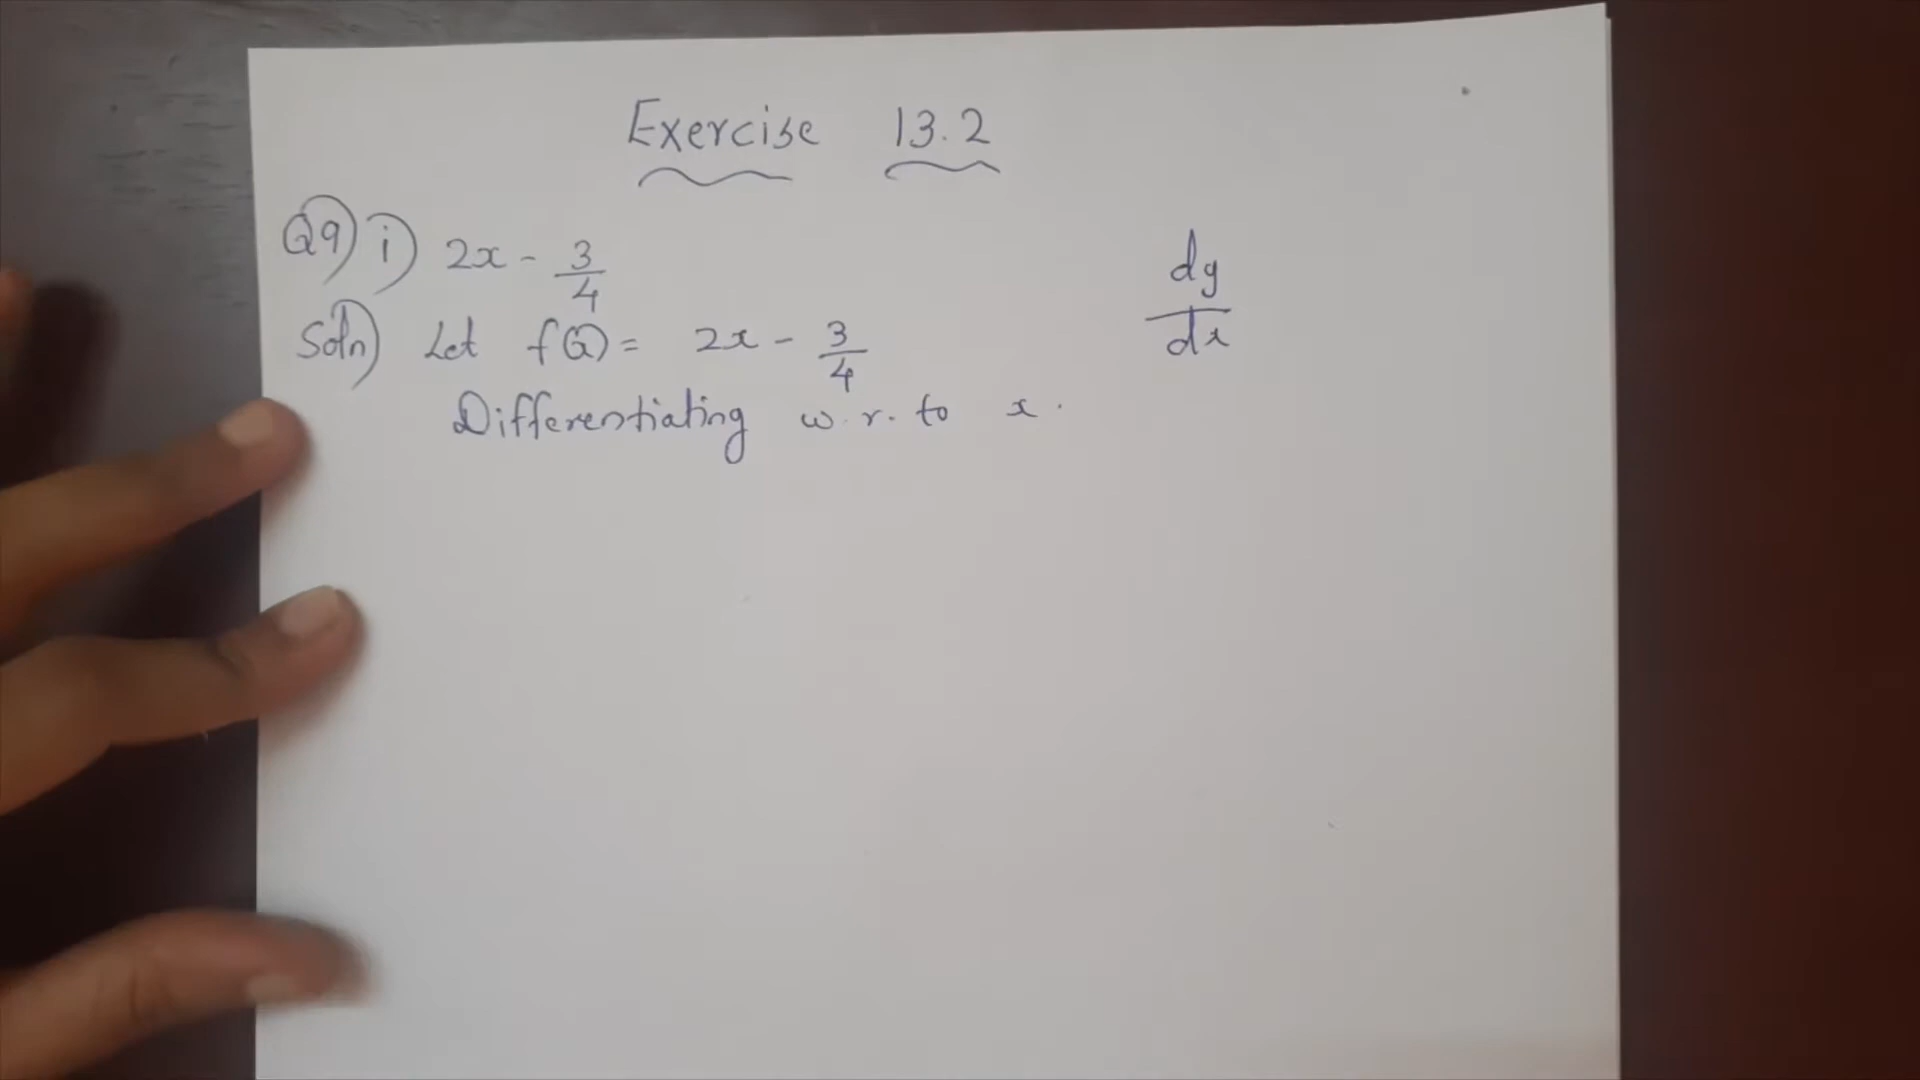 Exercise 13.2
Q9) i) 2x - 3/4
Soln) Let f(x) = 2x - 3/4
Differentiating w.r. to x.
dy/dx